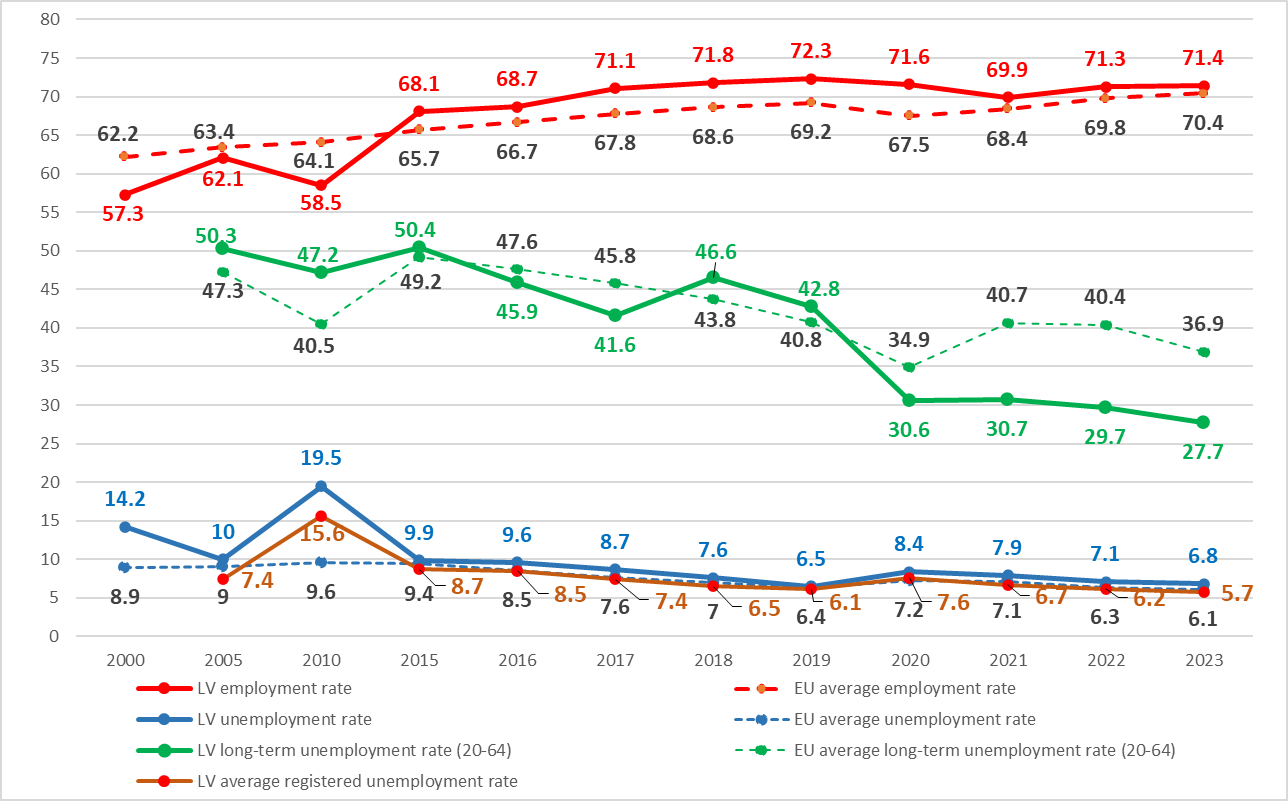 80
75
70
65
60
55
50
45
40
35
30
25
20
15
10
5
0
68.1 68.7 71.1 71.8 72.3 71.6 69.9 71.3 71.4
62.2 63.4 64.1 65.7 66.7 67.8 68.6 69.2 67.5 68.4 69.8 70.4
57.3 62.1 58.5
50.3 47.2 50.4 47.6 45.8 46.6 42.8 34.9 40.7 40.4 36.9
47.3 40.5 49.2 45.9 41.6 43.8 40.8 30.6 30.7 29.7 27.7
14.2 10 19.5 9.9 9.6 8.7 7.6 6.5 8.4 7.9 7.1 6.8
7.4 15.6 8.7 8.5 7.4 6.5 6.1 7.6 6.7 6.2 5.7
8.9 9 9.6 9.4 8.5 7.6 7 6.4 7.2 7.1 6.3 6.1
2000 2005 2010 2015 2016 2017 2018 2019 2020 2021 2022 2023
LV employment rate EU average employment rate
LV unemployment rate EU average unemployment rate
LV long-term unemployment rate (20-64) EU average long-term unemployment rate (20-64)
LV average registered unemployment rate